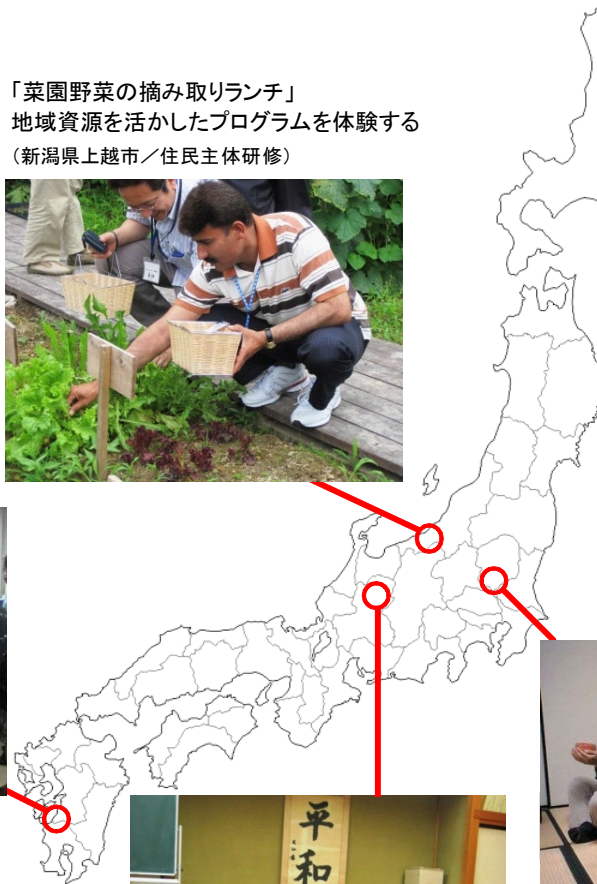 「菜園野菜の摘み取りランチ」
地域資源を活かしたプログラムを体験する
（新潟県上越市／住民主体研修）
平和